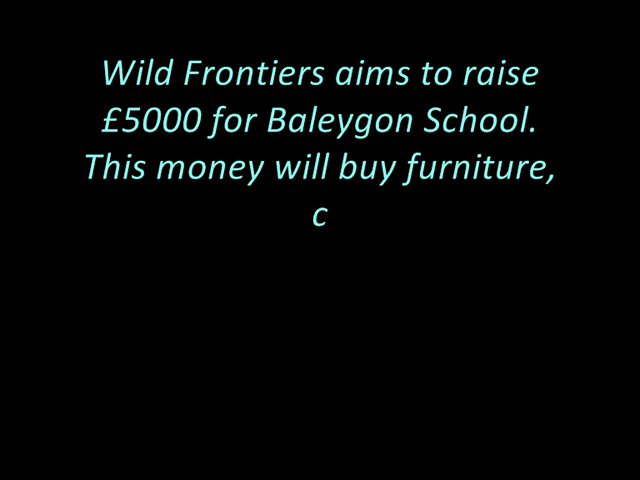 Wild Frontiers aims to raise
£5000 for Baleygon School.
This money will buy furniture,
c